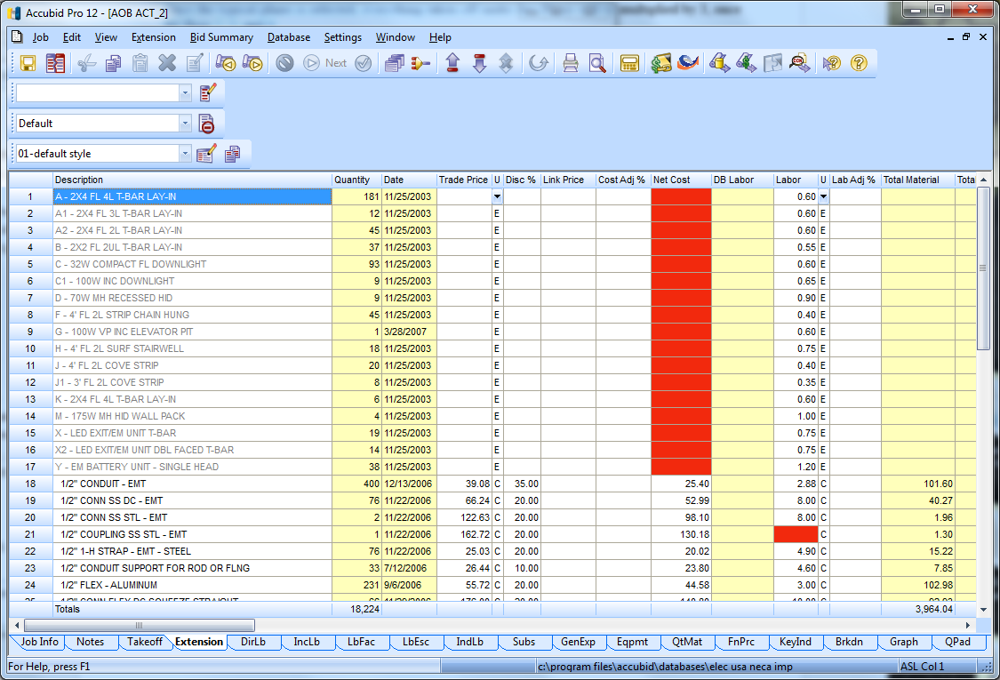 Accubid Pro 12 - [AOB ACT_2]
Job Edit View Extension Bid Summary Database Settings Window Help
Next
Default
01-default style
Description Quantity Date Trade Price U Disc % Link Price Cost Adj % Net Cost DB Labor Labor U Lab Adj % Total Material Tota
1 A - 2X4 FL 4L T-BAR LAY-IN 181 11/25/2003 0.60
2 A1 - 2X4 FL 3L T-BAR LAY-IN 12 11/25/2003 E 0.60 E
3 A2 - 2X4 FL 2L T-BAR LAY-IN 45 11/25/2003 E 0.60 E
4 B - 2X2 FL 2UL T-BAR LAY-IN 37 11/25/2003 E 0.55 E
5 C - 32W COMPACT FL DOWNLIGHT 93 11/25/2003 E 0.60 E
6 C1 - 100W INC DOWNLIGHT 9 11/25/2003 E 0.65 E
7 D - 70W MH RECESSED HID 9 11/25/2003 E 0.90 E
8 F - 4' FL 2L STRIP CHAIN HUNG 45 11/25/2003 E 0.40 E
9 G - 100W VP INC ELEVATOR PIT 1 3/28/2007 E 0.60 E
10 H - 4' FL 2L SURF STAIRWELL 18 11/25/2003 E 0.75 E
11 J - 4' FL 2L COVE STRIP 20 11/25/2003 E 0.40 E
12 J1 - 3' FL 2L COVE STRIP 8 11/25/2003 E 0.35 E
13 K - 2X4 FL 4L T-BAR LAY-IN 6 11/25/2003 E 0.60 E
14 M - 175W MH HID WALL PACK 4 11/25/2003 E 1.00 E
15 X - LED EXIT/EM UNIT T-BAR 19 11/25/2003 E 0.75 E
16 X2 - LED EXIT/EM UNIT DBL FACED T-BAR 14 11/25/2003 E 0.75 E
17 Y - EM BATTERY UNIT - SINGLE HEAD 38 11/25/2003 E 1.20 E
18 1/2" CONDUIT - EMT 400 12/13/2006 39.08 C 35.00 25.40 2.88 C 101.60
19 1/2" CONN SS DC - EMT 76 11/22/2006 66.24 C 20.00 52.99 8.00 C 40.27
20 1/2" CONN SS STL - EMT 2 11/22/2006 122.63 C 20.00 98.10 8.00 C 1.96
21 1/2" COUPLING SS STL - EMT 1 11/22/2006 162.72 C 20.00 130.18 C 1.30
22 1/2" 1-H STRAP - EMT - STEEL 76 11/22/2006 25.03 C 20.00 20.02 4.90 C 15.22
23 1/2" CONDUIT SUPPORT FOR ROD OR FLNG 33 7/12/2006 26.44 C 10.00 23.80 4.60 C 7.85
24 1/2" FLEX - ALUMINUM 231 9/6/2006 55.72 C 20.00 44.58 3.00 C 102.98
Totals 18,224 3,964.04
Job Info Notes Takeoff Extension DirLb IncLb LbFac LbEsc IndLb Subs GenExp Eqpmt QtMat FnPrc KeyInd Brkdn Graph QPad
For Help, press F1 c:\program files\accubid\databases\elec usa neca imp ASL Col 1